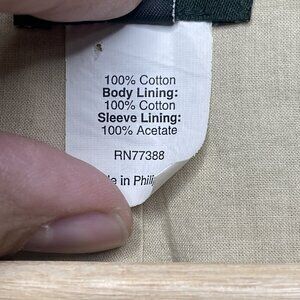 100% Cotton
Body Lining:
100% Cotton
Sleeve Lining:
100% Acetate
RN77388
in